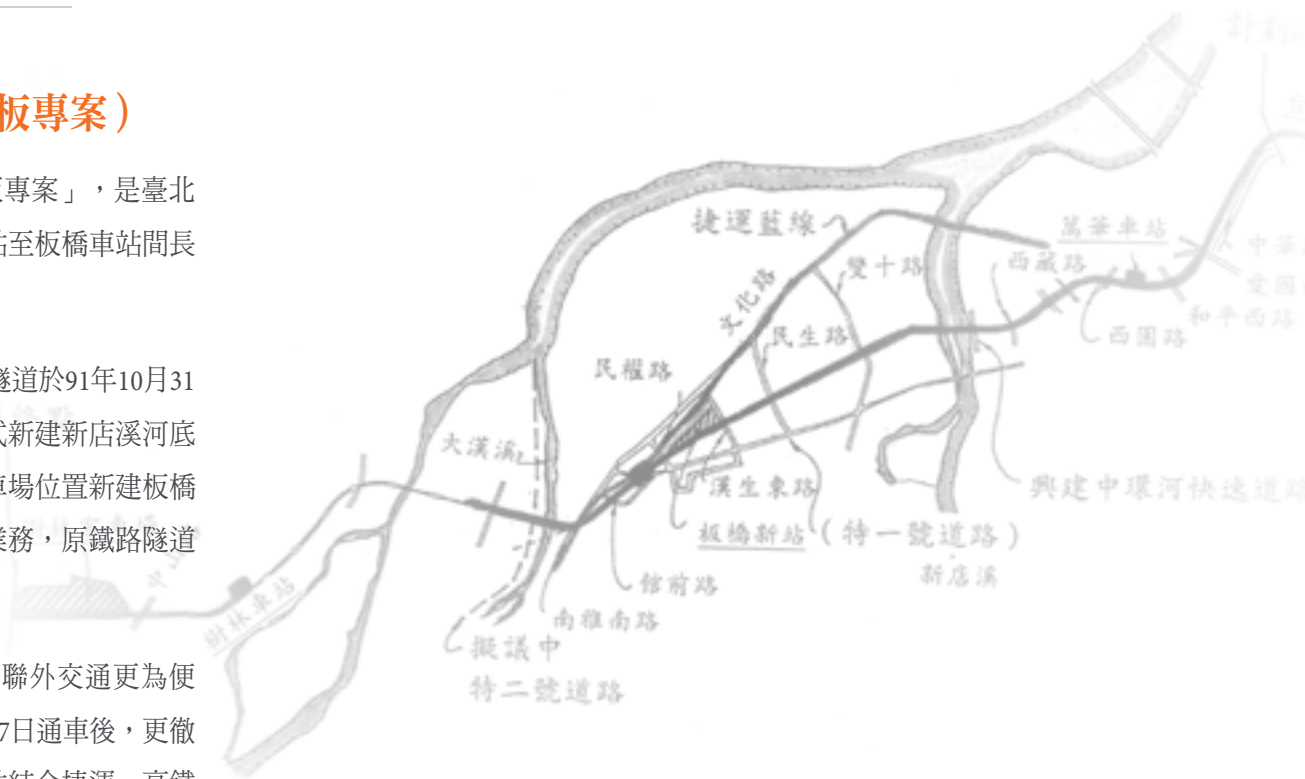 板專案）
專案」，是臺北
站至板橋車站間長
隧道於91年10月31
式新建新店溪河底
車場位置新建板橋
業務，原鐵路隧道
聯外交通更為便
7日通車後，更徹
結合捷運、高鐵
捷運藍線
萬華車站
雙十路
西藏路
文化路
民生路
西園路
和平西路
民權路
大漢溪
漢生東路
興建中環河快速道路
板橋新站
（特一號道路）
新店溪
館前路
南雅南路
樹林車站
擬議中
特二號道路